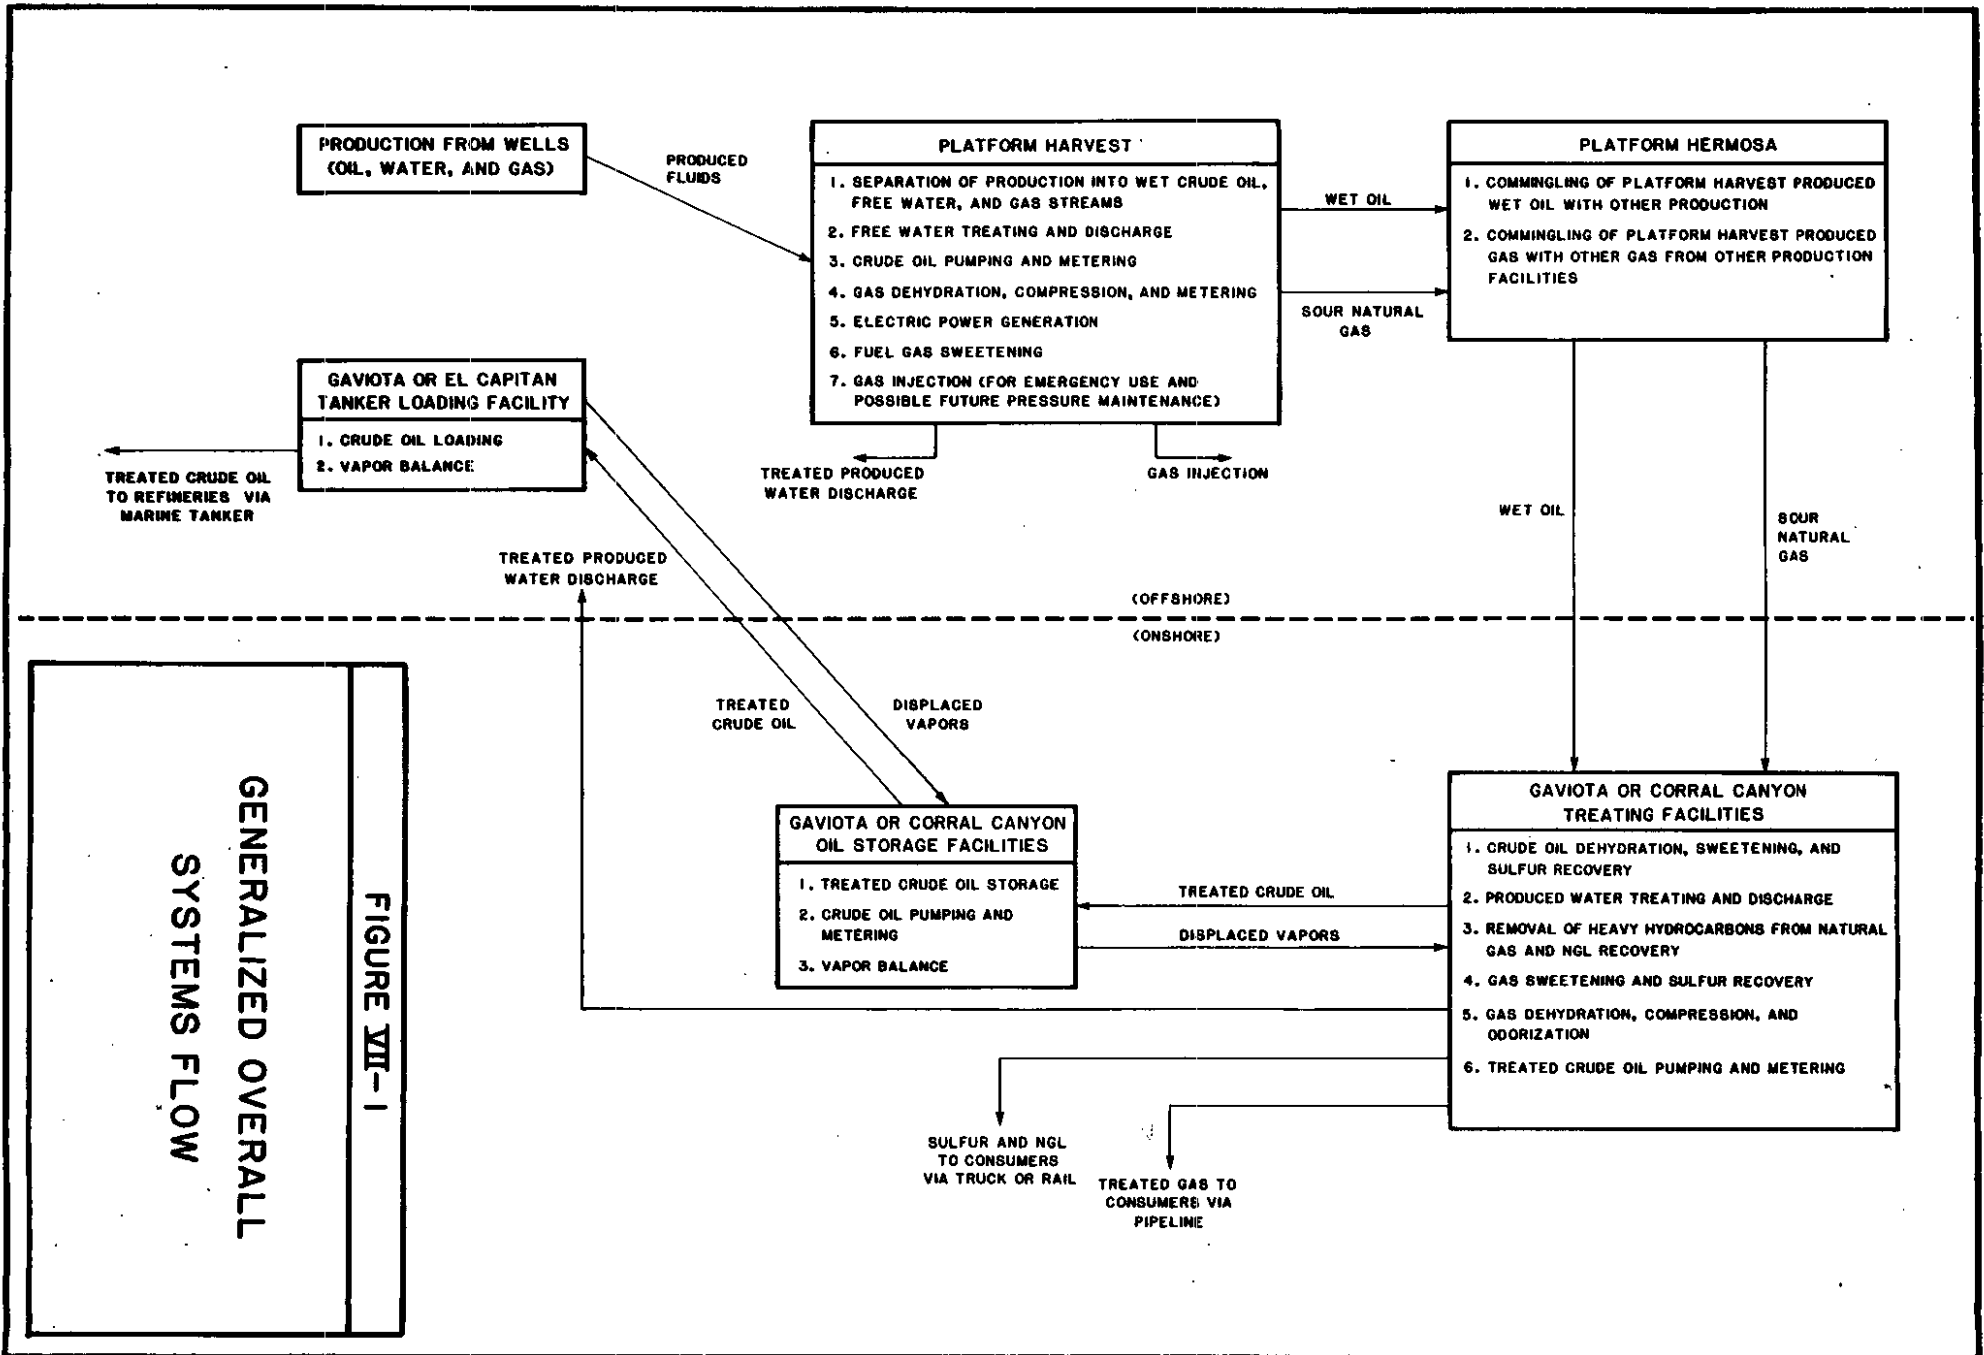 PRODUCTION FROM WELLS
(OIL, WATER, AND GAS)
PRODUCED
FLUIDS
PLATFORM HARVEST
1. SEPARATION OF PRODUCTION INTO WET CRUDE OIL,
FREE WATER, AND GAS STREAMS
2. FREE WATER TREATING AND DISCHARGE
3. CRUDE OIL PUMPING AND METERING
4. GAS DEHYDRATION, COMPRESSION, AND METERING
5. ELECTRIC POWER GENERATION
6. FUEL GAS SWEETENING
7. GAS INJECTION (FOR EMERGENCY USE AND
POSSIBLE FUTURE PRESSURE MAINTENANCE)
WET OIL
SOUR NATURAL
GAS
PLATFORM HERMOSA
1. COMMINGLING OF PLATFORM HARVEST PRODUCED
WET OIL WITH OTHER PRODUCTION
2. COMMINGLING OF PLATFORM HARVEST PRODUCED
GAS WITH OTHER GAS FROM OTHER PRODUCTION
FACILITIES
GAVIOTA OR EL CAPITAN
TANKER LOADING FACILITY
1. CRUDE OIL LOADING
2. VAPOR BALANCE
TREATED CRUDE OIL
TO REFINERIES VIA
MARINE TANKER
TREATED PRODUCED
WATER DISCHARGE
GAS INJECTION
WET OIL
SOUR
NATURAL
GAS
TREATED PRODUCED
WATER DISCHARGE
(OFFSHORE)
(ONSHORE)
TREATED
CRUDE OIL
DISPLACED
VAPORS
GAVIOTA OR CORRAL CANYON
OIL STORAGE FACILITIES
1. TREATED CRUDE OIL STORAGE
2. CRUDE OIL PUMPING AND
METERING
3. VAPOR BALANCE
TREATED CRUDE OIL
DISPLACED VAPORS
GAVIOTA OR CORRAL CANYON
TREATING FACILITIES
1. CRUDE OIL DEHYDRATION, SWEETENING, AND
SULFUR RECOVERY
2. PRODUCED WATER TREATING AND DISCHARGE
3. REMOVAL OF HEAVY HYDROCARBONS FROM NATURAL
GAS AND NGL RECOVERY
4. GAS SWEETENING AND SULFUR RECOVERY
5. GAS DEHYDRATION, COMPRESSION, AND
ODORIZATION
6. TREATED CRUDE OIL PUMPING AND METERING
SULFUR AND NGL
TO CONSUMERS
VIA TRUCK OR RAIL
TREATED GAS TO
CONSUMERS VIA
PIPELINE
FIGURE VII-1
GENERALIZED OVERALL
SYSTEMS FLOW